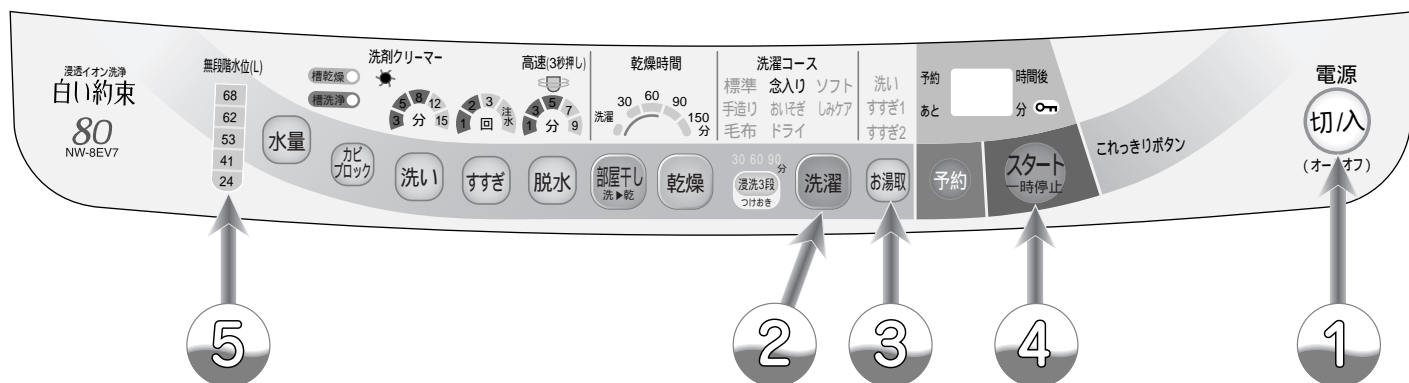 浸透イオン洗浄
白い約束
80
NW-8EV7
無段階水位(L)
68
62
53
41
24
水量
槽乾燥
槽洗浄
カビ
ブロック
洗剤クリーマー
3 5 8 12 15
分
洗い
1 2 3 注水
回
すすぎ
高速(3秒押し)
1 3 5 7 9
分
脱水
乾燥時間
洗濯 30 60 90 150
分
部屋干し
洗▶乾
乾燥
洗濯コース
標準 念入り ソフト
手造り おいそぎ しみケア
毛布 ドライ
30 60 90分
浸洗3段
つけおき
洗濯
洗い
すすぎ1
すすぎ2
お湯取
予約 時間後
あと 分
予約
スタート
一時停止
これっきりボタン
電源
切/入
(オートオフ)
5
2
3
4
1